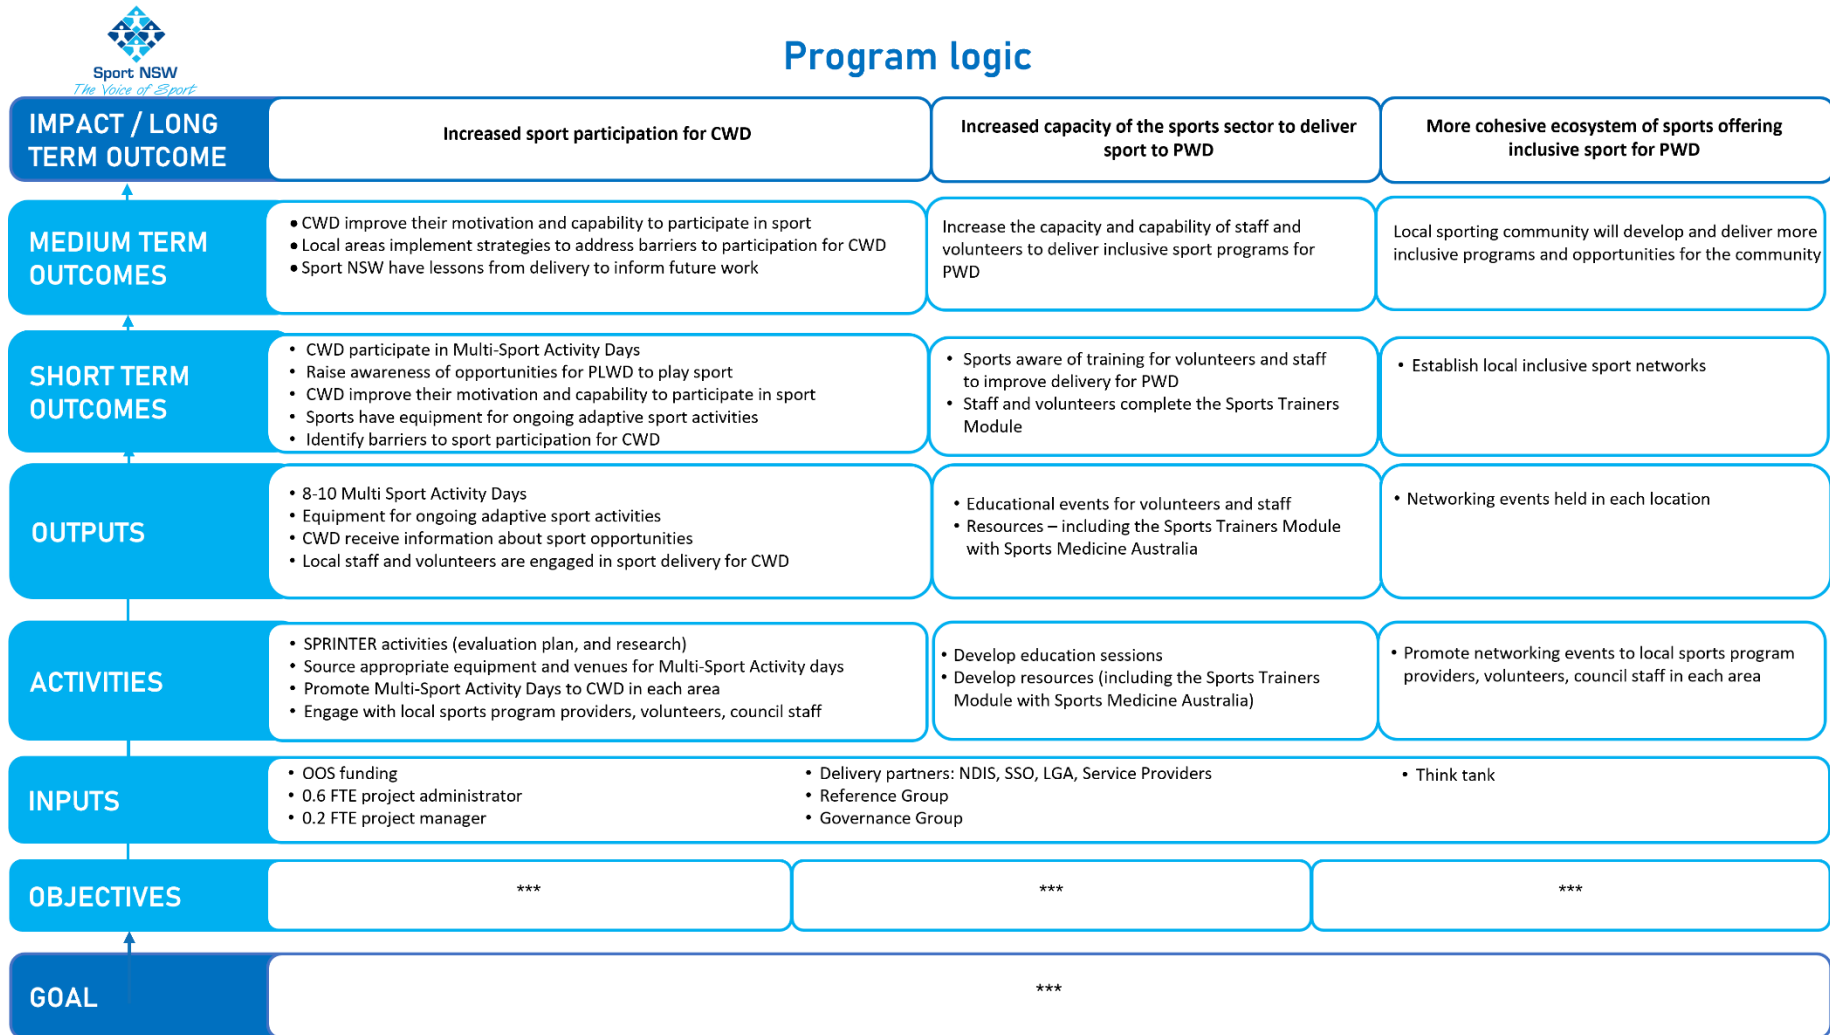 Sport NSW
The Voice of Sport
Program logic
IMPACT / LONG
TERM OUTCOME
Increased sport participation for CWD
Increased capacity of the sports sector to deliver
sport to PWD
More cohesive ecosystem of sports offering
inclusive sport for PWD
MEDIUM TERM
OUTCOMES
• CWD improve their motivation and capability to participate in sport
• Local areas implement strategies to address barriers to participation for CWD
• Sport NSW have lessons from delivery to inform future work
Increase the capacity and capability of staff and
volunteers to deliver inclusive sport programs for
PWD
Local sporting community will develop and deliver more
inclusive programs and opportunities for the community
SHORT TERM
OUTCOMES
• CWD participate in Multi-Sport Activity Days
• Raise awareness of opportunities for PLWD to play sport
• CWD improve their motivation and capability to participate in sport
• Sports have equipment for ongoing adaptive sport activities
• Identify barriers to sport participation for CWD
• Sports aware of training for volunteers and staff
to improve delivery for PWD
• Staff and volunteers complete the Sports Trainers
Module
• Establish local inclusive sport networks
OUTPUTS
• 8-10 Multi Sport Activity Days
• Equipment for ongoing adaptive sport activities
• CWD receive information about sport opportunities
• Local staff and volunteers are engaged in sport delivery for CWD
• Educational events for volunteers and staff
• Resources – including the Sports Trainers Module
with Sports Medicine Australia
• Networking events held in each location
ACTIVITIES
• SPRINTER activities (evaluation plan, and research)
• Source appropriate equipment and venues for Multi-Sport Activity days
• Promote Multi-Sport Activity Days to CWD in each area
• Engage with local sports program providers, volunteers, council staff
• Develop education sessions
• Develop resources (including the Sports Trainers
Module with Sports Medicine Australia)
• Promote networking events to local sports program
providers, volunteers, council staff in each area
INPUTS
• OOS funding
• 0.6 FTE project administrator
• 0.2 FTE project manager
• Delivery partners: NDIS, SSO, LGA, Service Providers
• Reference Group
• Governance Group
• Think tank
OBJECTIVES
***
***
***
GOAL
***